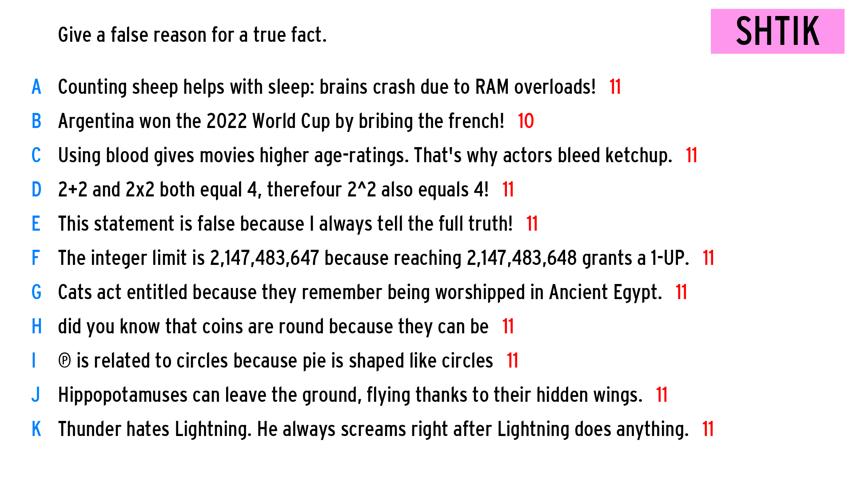 Give a false reason for a true fact.
SHTIK
A Counting sheep helps with sleep: brains crash due to RAM overloads! 11
B Argentina won the 2022 World Cup by bribing the french! 10
C Using blood gives movies higher age-ratings. That's why actors bleed ketchup. 11
D 2+2 and 2x2 both equal 4, therefour 2^2 also equals 4! 11
E This statement is false because I always tell the full truth! 11
F The integer limit is 2,147,483,647 because reaching 2,147,483,648 grants a 1-UP. 11
G Cats act entitled because they remember being worshipped in Ancient Egypt. 11
H did you know that coins are round because they can be 11
I ℗ is related to circles because pie is shaped like circles 11
J Hippopotamuses can leave the ground, flying thanks to their hidden wings. 11
K Thunder hates Lightning. He always screams right after Lightning does anything. 11